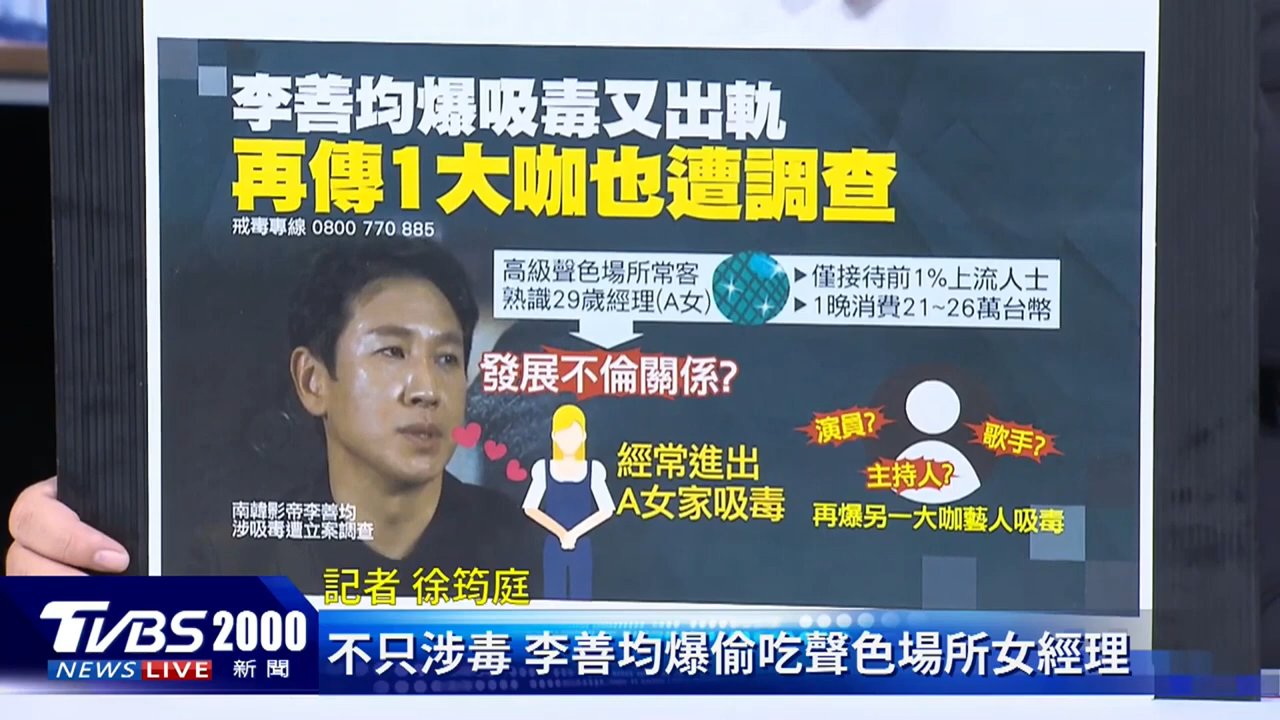 李善均爆吸毒又出軌
再傳1大咖也遭調查
戒毒專線 0800 770 885
高級聲色場所常客
熟識29歲經理(A女)
▶僅接待前1%上流人士
▶1晚消費21~26萬台幣
發展不倫關係?
經常進出
A女家吸毒
演員?
歌手?
主持人?
再爆另一大咖藝人吸毒
南韓影帝李善均
涉吸毒遭立案調查
記者 徐筠庭
TVBS 2000
NEWS LIVE 新聞
不只涉毒 李善均爆偷吃聲色場所女經理